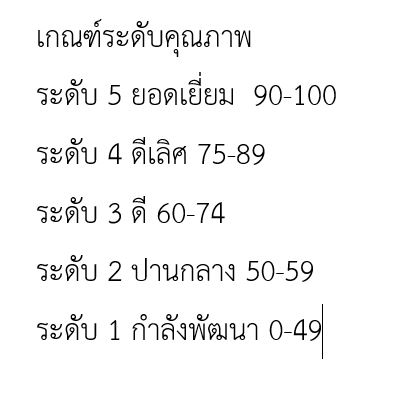 เกณฑ์ระดับคุณภาพ
ระดับ 5 ยอดเยี่ยม  90-100
ระดับ 4 ดีเลิศ 75-89
ระดับ 3 ดี 60-74
ระดับ 2 ปานกลาง 50-59
ระดับ 1 กำลังพัฒนา 0-49